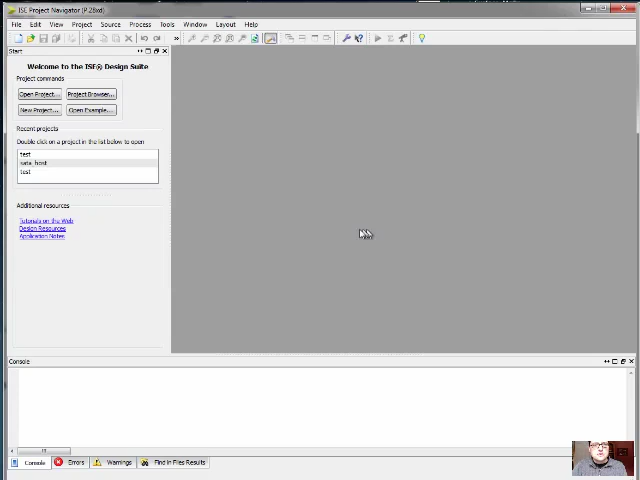 ISE Project Navigator (P.28xd)
File Edit View Project Source Process Tools Window Layout Help
Start
Welcome to the ISE® Design Suite
Project commands
Open Project... Project Browser...
New Project... Open Example...
Recent projects
Double click on a project in the list below to open
test
sata_host
test
Additional resources
Tutorials on the Web
Design Resources
Application Notes
Console
Console Errors Warnings Find in Files Results